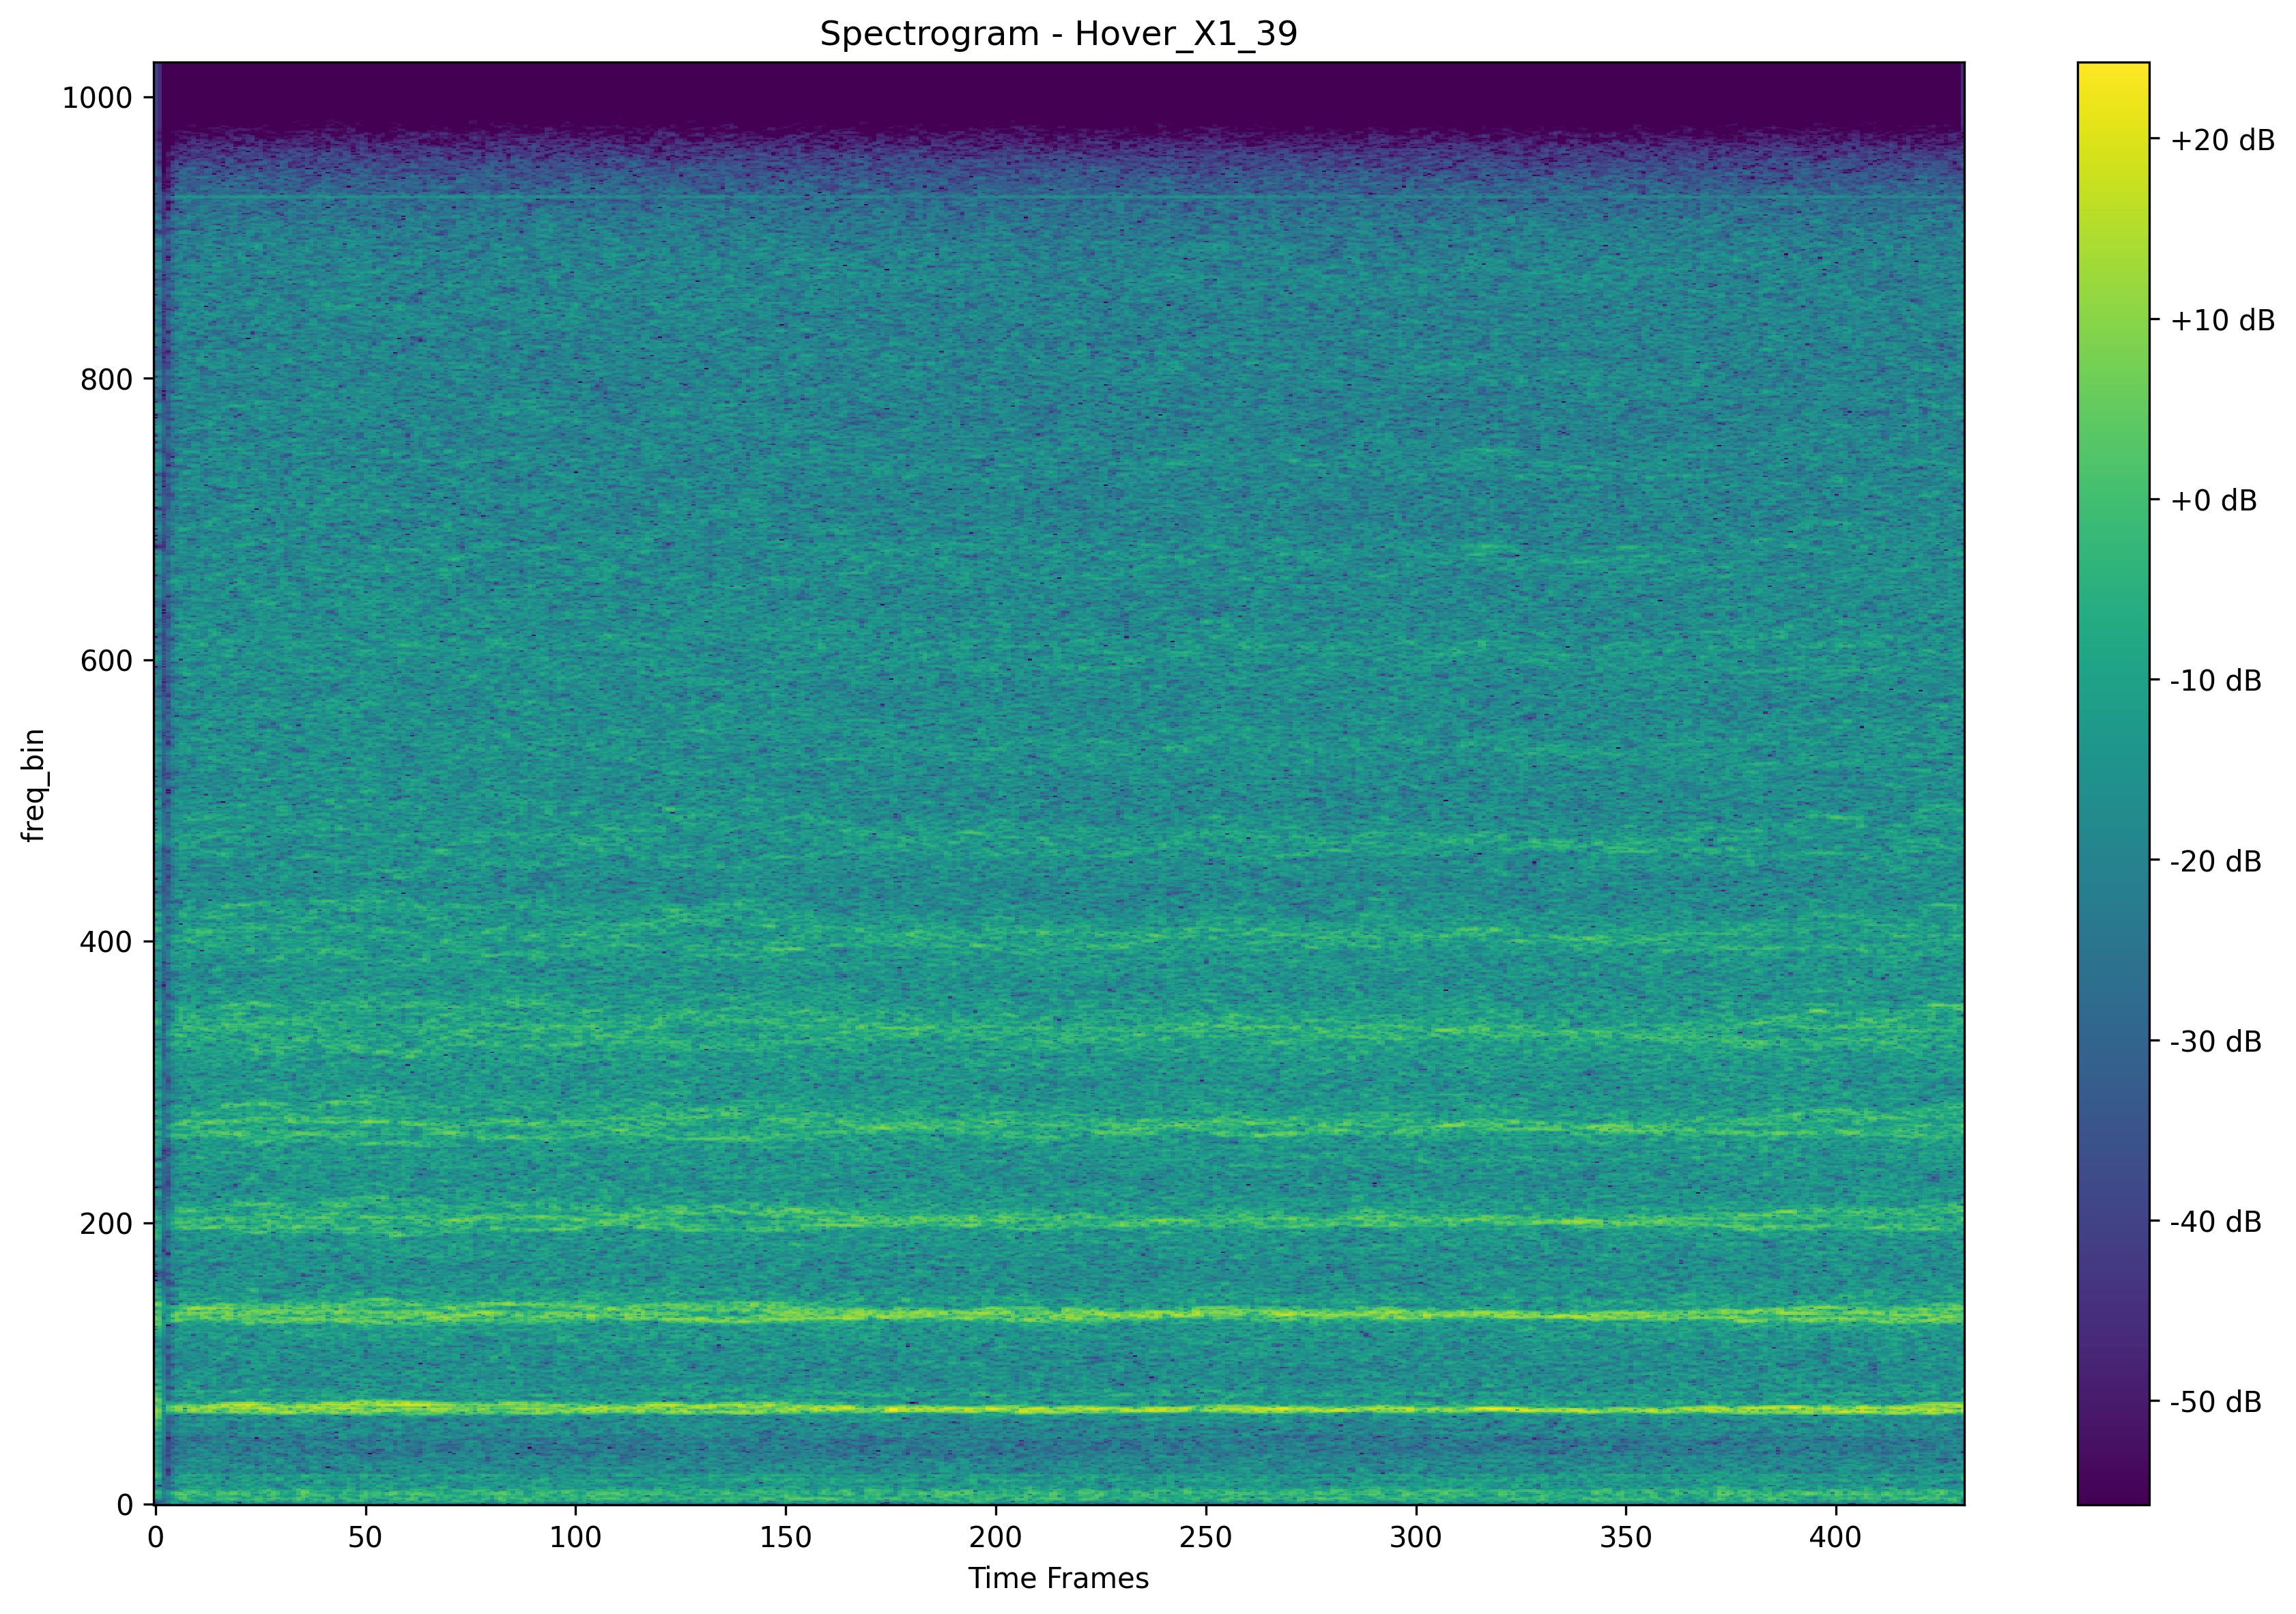 Spectrogram - Hover_X1_39
1000
800
600
400
200
0
freq_bin
0 50 100 150 200 250 300 350 400
Time Frames
+20 dB
+10 dB
+0 dB
-10 dB
-20 dB
-30 dB
-40 dB
-50 dB